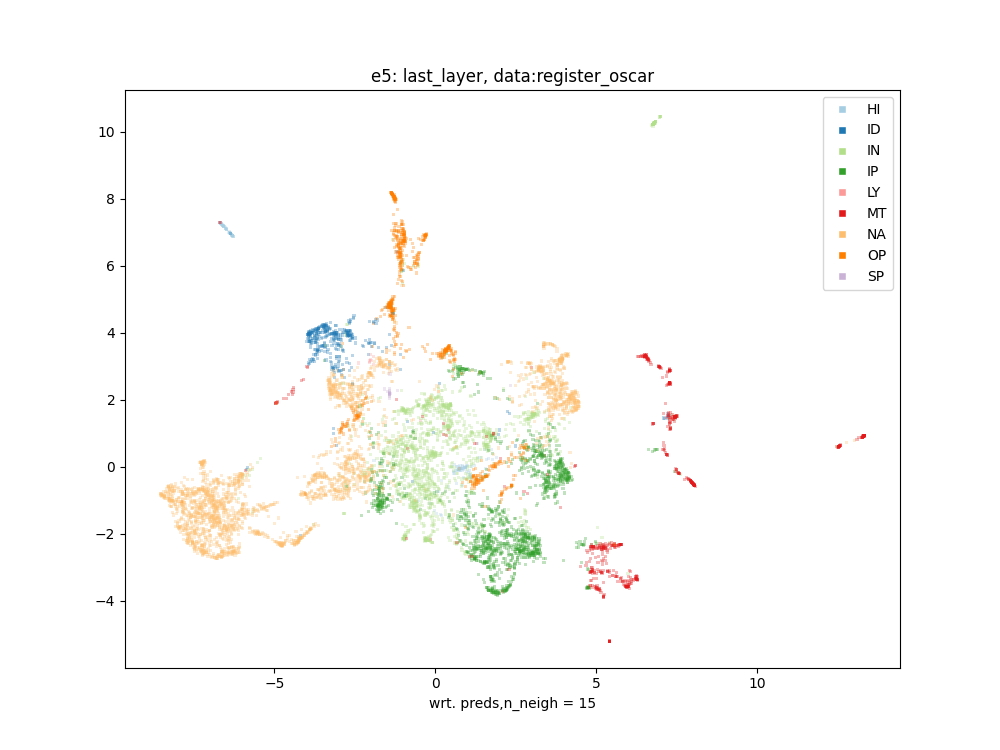 e5: last_layer, data:register_oscar
HI
ID
IN
IP
LY
MT
NA
OP
SP
10
8
6
4
2
0
−2
−4
−5
0
5
10
wrt. preds,n_neigh = 15